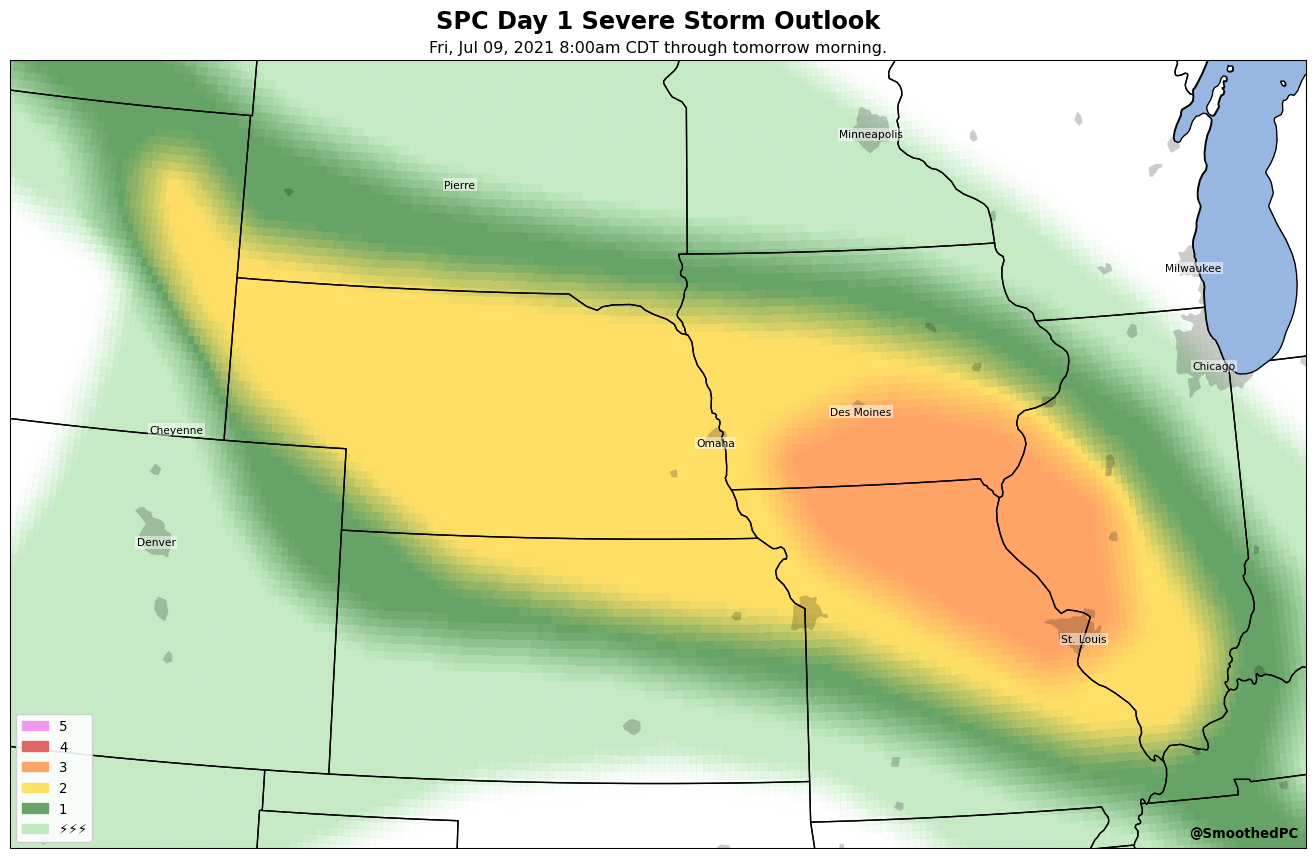 SPC Day 1 Severe Storm Outlook
Fri, Jul 09, 2021 8:00am CDT through tomorrow morning.
Minneapolis
Pierre
Milwaukee
Chicago
Des Moines
Cheyenne
Omaha
Denver
St. Louis
5
4
3
2
1
⚡⚡⚡
@SmoothedPC